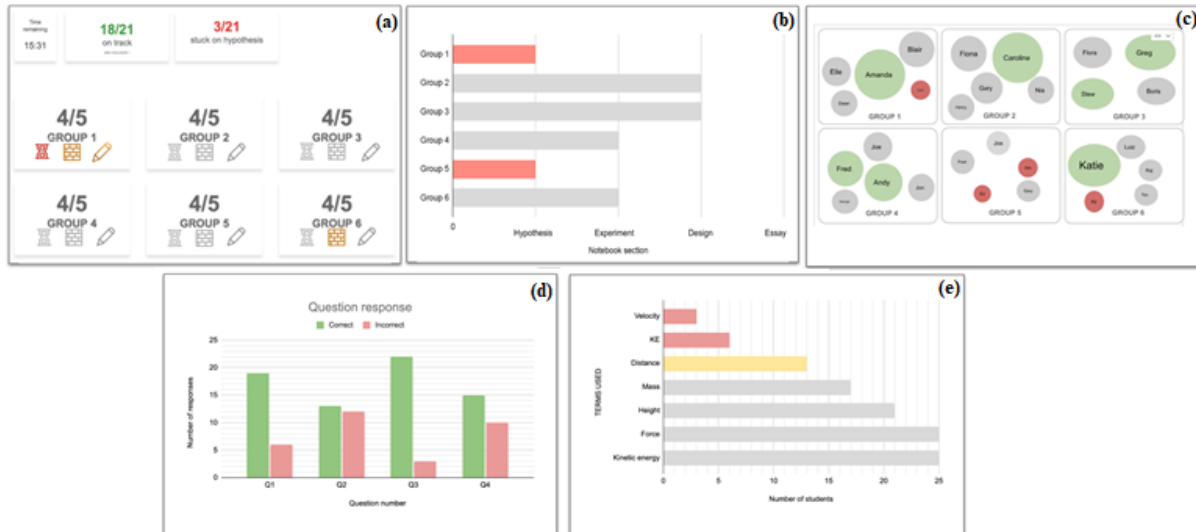 (a)
Time
remaining
15:31
18/21
on track
3/21
stuck on hypothesis
4/5
GROUP 1
4/5
GROUP 2
4/5
GROUP 3
4/5
GROUP 4
4/5
GROUP 5
4/5
GROUP 6
(b)
Group 1
Group 2
Group 3
Group 4
Group 5
Group 6
0
Hypothesis
Experiment
Design
Essay
Notebook section
(c)
Blair
Elle
Amanda
GROUP 1
Fiona
Caroline
Gary
Nia
Henry
GROUP 2
Flora
Greg
Stew
Boris
GROUP 3
Joe
Fred
Andy
Jon
GROUP 4
Joe
GROUP 5
Katie
Luiz
GROUP 6
(d)
Question response
Correct
Incorrect
Number of responses
25
20
15
10
5
0
Q1
Q2
Q3
Q4
Question number
(e)
TERMS USED
Velocity
KE
Distance
Mass
Height
Force
Kinetic energy
0
5
10
15
20
25
Number of students